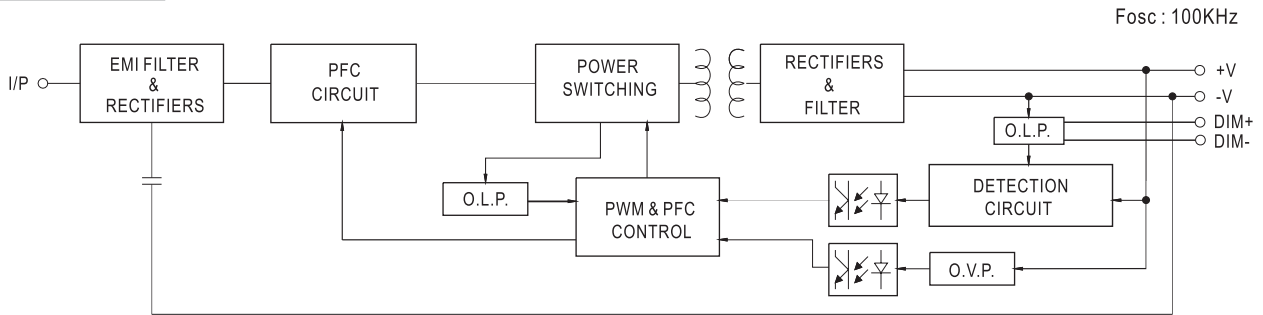 Fosc : 100KHz
I/P
EMI FILTER
&
RECTIFIERS
PFC
CIRCUIT
POWER
SWITCHING
RECTIFIERS
&
FILTER
+V
-V
DIM+
DIM-
O.L.P.
O.L.P.
PWM & PFC
CONTROL
DETECTION
CIRCUIT
O.V.P.